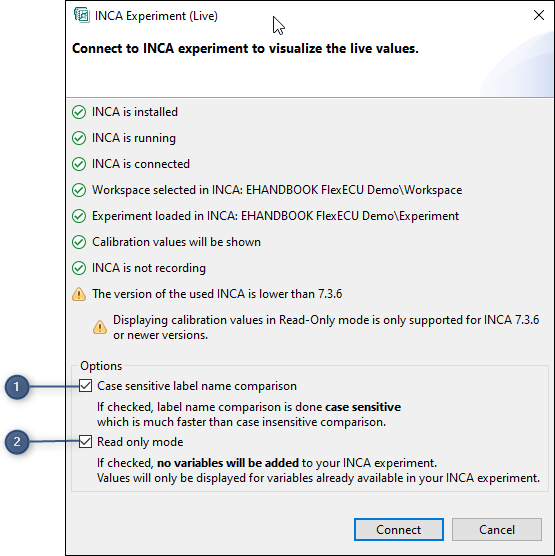 INCA Experiment (Live)
Connect to INCA experiment to visualize the live values.
INCA is installed
INCA is running
INCA is connected
Workspace selected in INCA: EHANDBOOK FlexECU Demo\Workspace
Experiment loaded in INCA: EHANDBOOK FlexECU Demo\Experiment
Calibration values will be shown
INCA is not recording
The version of the used INCA is lower than 7.3.6
Displaying calibration values in Read-Only mode is only supported for INCA 7.3.6
or newer versions.
Options
1 Case sensitive label name comparison
If checked, label name comparison is done case sensitive
which is much faster than case insensitive comparison.
2 Read only mode
If checked, no variables will be added to your INCA experiment.
Values will only be displayed for variables already available in your INCA experiment.
Connect Cancel